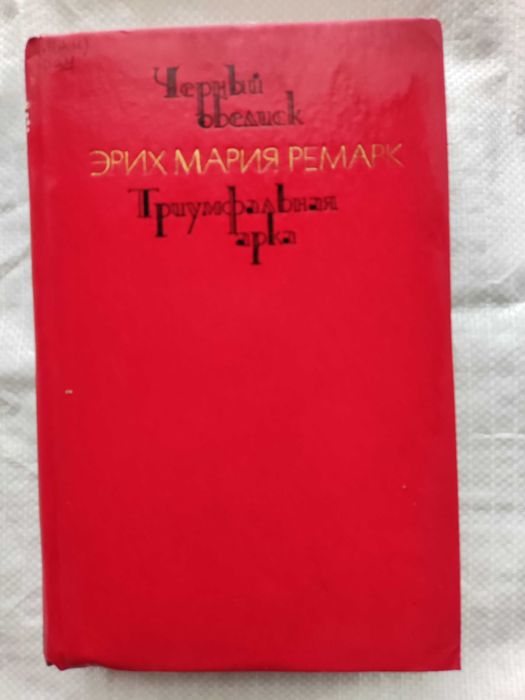 Черный
обелиск
ЭРИХ МАРИЯ РЕМАРК
Триумфальная
арка